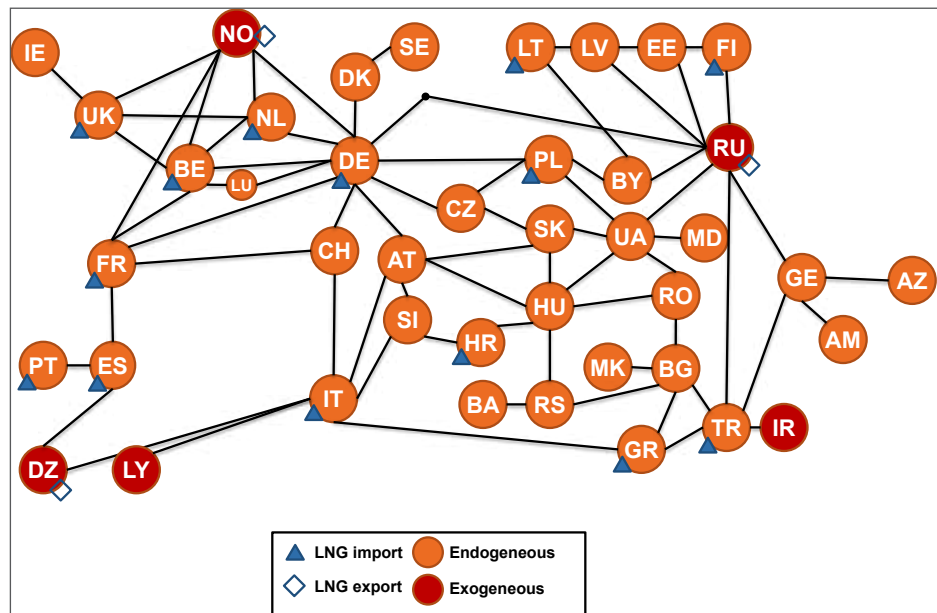 NO
SE
IE
LT
LV
EE
FI
DK
UK
NL
RU
DE
PL
BE
LU
BY
CZ
SK
UA
MD
FR
CH
AT
GE
AZ
RO
HU
SI
HR
AM
PT
ES
MK
BG
IT
BA
RS
TR
IR
GR
DZ
LY
LNG import
Endogeneous
LNG export
Exogeneous